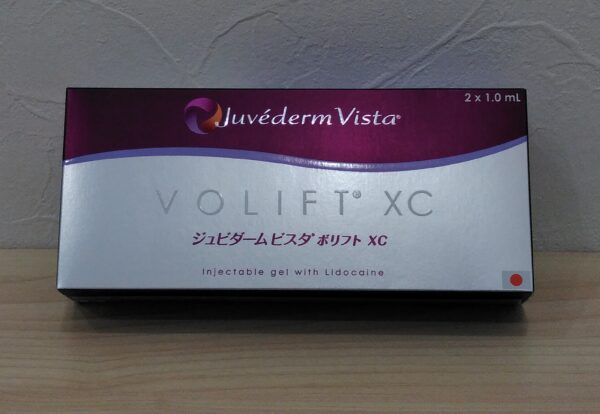 2 x 1.0 mL
Juvéderm Vista®
VOLIFT® XC
ジュビダームビスタ® ボリフト XC
Injectable gel with Lidocaine